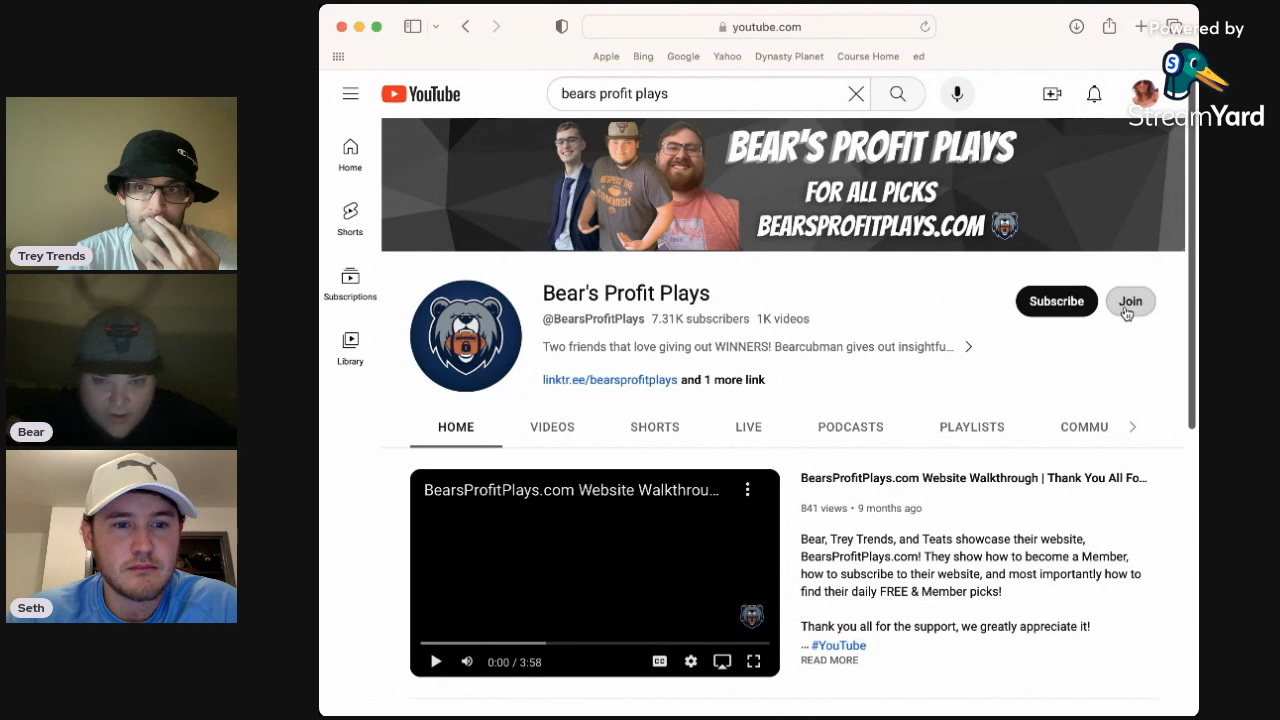 Powered by
StreamYard
youtube.com
Apple
Bing
Google
Yahoo
Dynasty Planet
Course Home
ed
YouTube
bears profit plays
Home
Shorts
Subscriptions
Library
BEAR'S PROFIT PLAYS
FOR ALL PICKS
BEARSPROFITPLAYS.COM
Bear's Profit Plays
@BearsProfitPlays 7.31K subscribers 1K videos
Two friends that love giving out WINNERS! Bearcubman gives out insightfu...
linktr.ee/bearsprofitplays and 1 more link
Subscribe
Join
HOME
VIDEOS
SHORTS
LIVE
PODCASTS
PLAYLISTS
COMMU
BearsProfitPlays.com Website Walkthrou...
0:00 / 3:58
BearsProfitPlays.com Website Walkthrough | Thank You All Fo...
841 views • 9 months ago
Bear, Trey Trends, and Teats showcase their website,
BearsProfitPlays.com! They show how to become a Member,
how to subscribe to their website, and most importantly how to
find their daily FREE & Member picks!
Thank you all for the support, we greatly appreciate it!
... #YouTube
READ MORE
Trey Trends
Bear
Seth